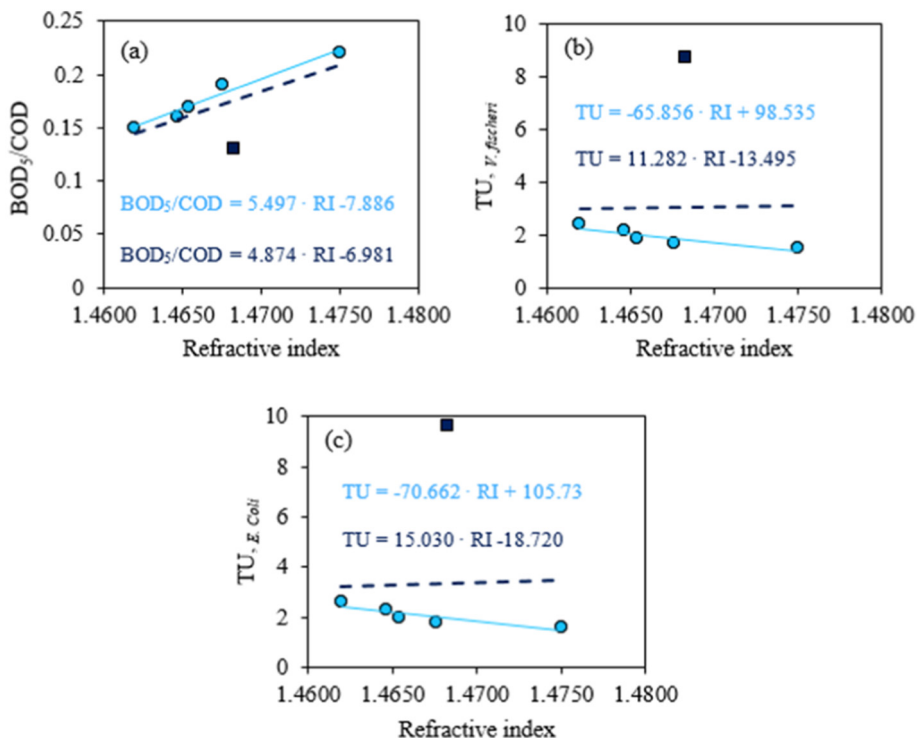 (a)
BOD₅/COD
0.25
0.2
0.15
0.1
0.05
0
BOD₅/COD = 5.497 · RI -7.886
BOD₅/COD = 4.874 · RI -6.981
1.4600 1.4650 1.4700 1.4750 1.4800
Refractive index
(b)
TU, V. fischeri
10
8
6
4
2
0
TU = -65.856 · RI + 98.535
TU = 11.282 · RI -13.495
1.4600 1.4650 1.4700 1.4750 1.4800
Refractive index
(c)
TU, E. Coli
10
8
6
4
2
0
TU = -70.662 · RI + 105.73
TU = 15.030 · RI -18.720
1.4600 1.4650 1.4700 1.4750 1.4800
Refractive index